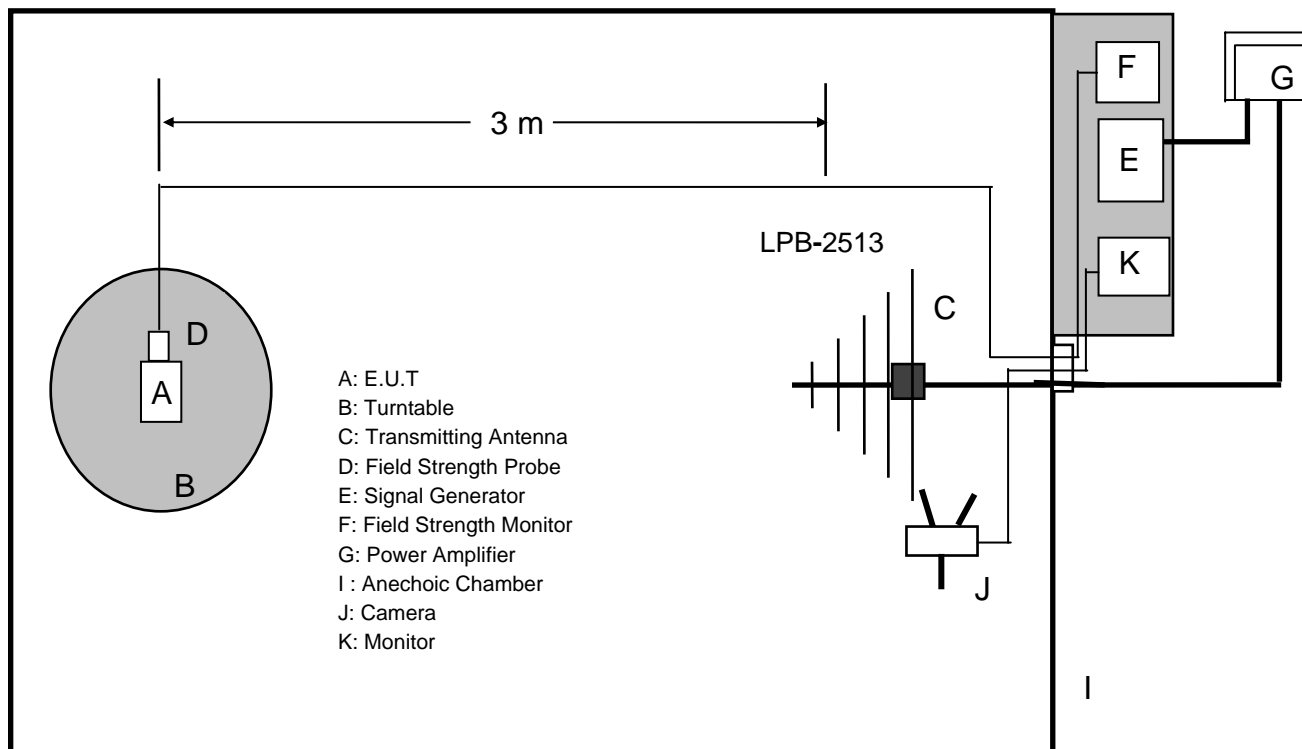 F
G
3 m
E
LPB-2513
K
C
D
A
B
A: E.U.T
B: Turntable
C: Transmitting Antenna
D: Field Strength Probe
E: Signal Generator
F: Field Strength Monitor
G: Power Amplifier
I : Anechoic Chamber
J: Camera
K: Monitor
J
I